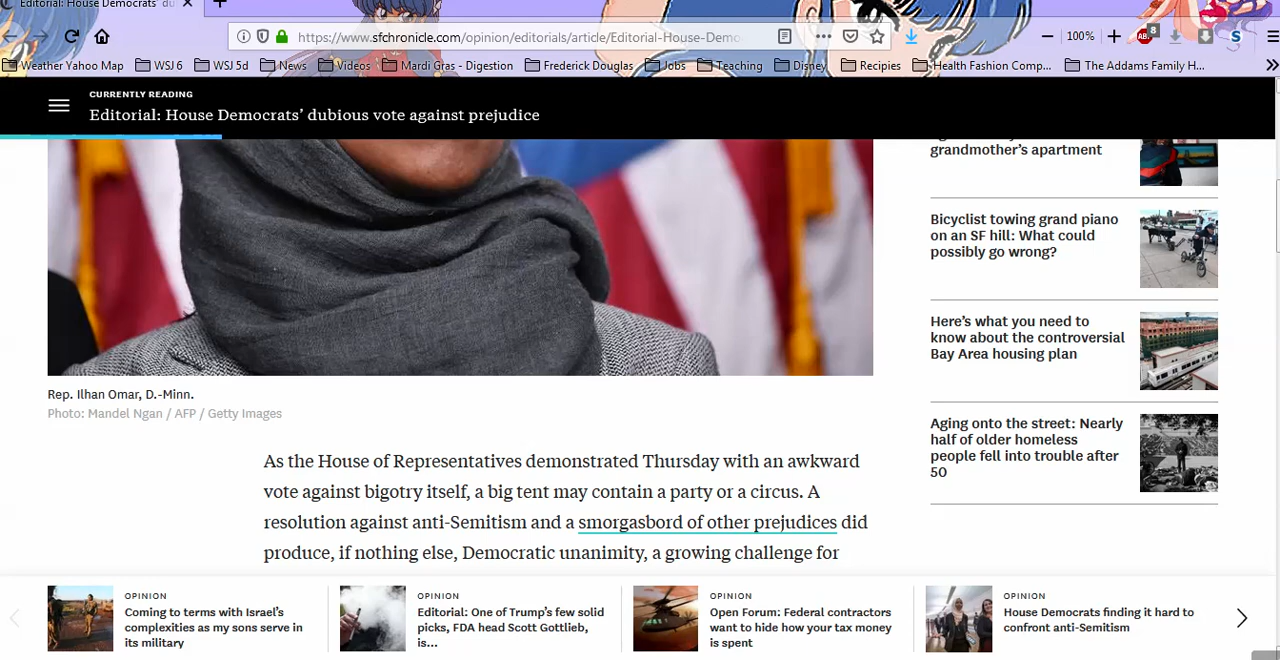 Editorial: House Democrats' du
https://www.sfchronicle.com/opinion/editorials/article/Editorial-House-Demo
100%
ABP
8
S
Weather Yahoo Map
WSJ 6
WSJ 5d
News
Videos
Mardi Gras - Digestion
Frederick Douglas
Jobs
Teaching
Disney
Recipies
Health Fashion Comp...
The Addams Family H...
CURRENTLY READING
Editorial: House Democrats’ dubious vote against prejudice
grandmother’s apartment
Bicyclist towing grand piano
on an SF hill: What could
possibly go wrong?
Here’s what you need to
know about the controversial
Bay Area housing plan
Aging onto the street: Nearly
half of older homeless
people fell into trouble after
50
Rep. Ilhan Omar, D.-Minn.
Photo: Mandel Ngan / AFP / Getty Images
As the House of Representatives demonstrated Thursday with an awkward
vote against bigotry itself, a big tent may contain a party or a circus. A
resolution against anti-Semitism and a smorgasbord of other prejudices did
produce, if nothing else, Democratic unanimity, a growing challenge for
OPINION
Coming to terms with Israel’s
complexities as my sons serve in
its military
OPINION
Editorial: One of Trump’s few solid
picks, FDA head Scott Gottlieb,
is...
OPINION
Open Forum: Federal contractors
want to hide how your tax money
is spent
OPINION
House Democrats finding it hard to
confront anti-Semitism